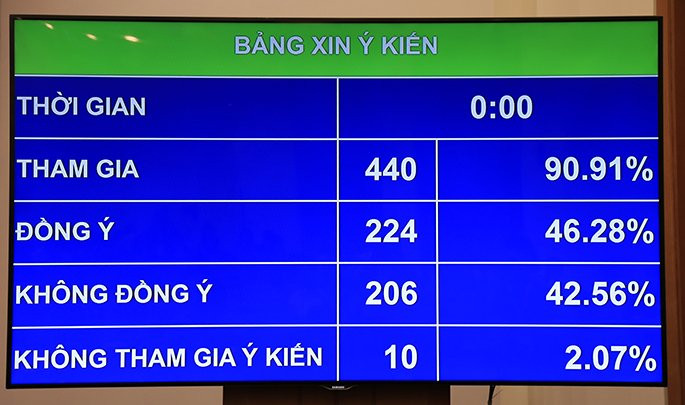 BẢNG XIN Ý KIẾN
THỜI GIAN 0:00
THAM GIA 440 90.91%
ĐỒNG Ý 224 46.28%
KHÔNG ĐỒNG Ý 206 42.56%
KHÔNG THAM GIA Ý KIẾN 10 2.07%
SAMSUNG